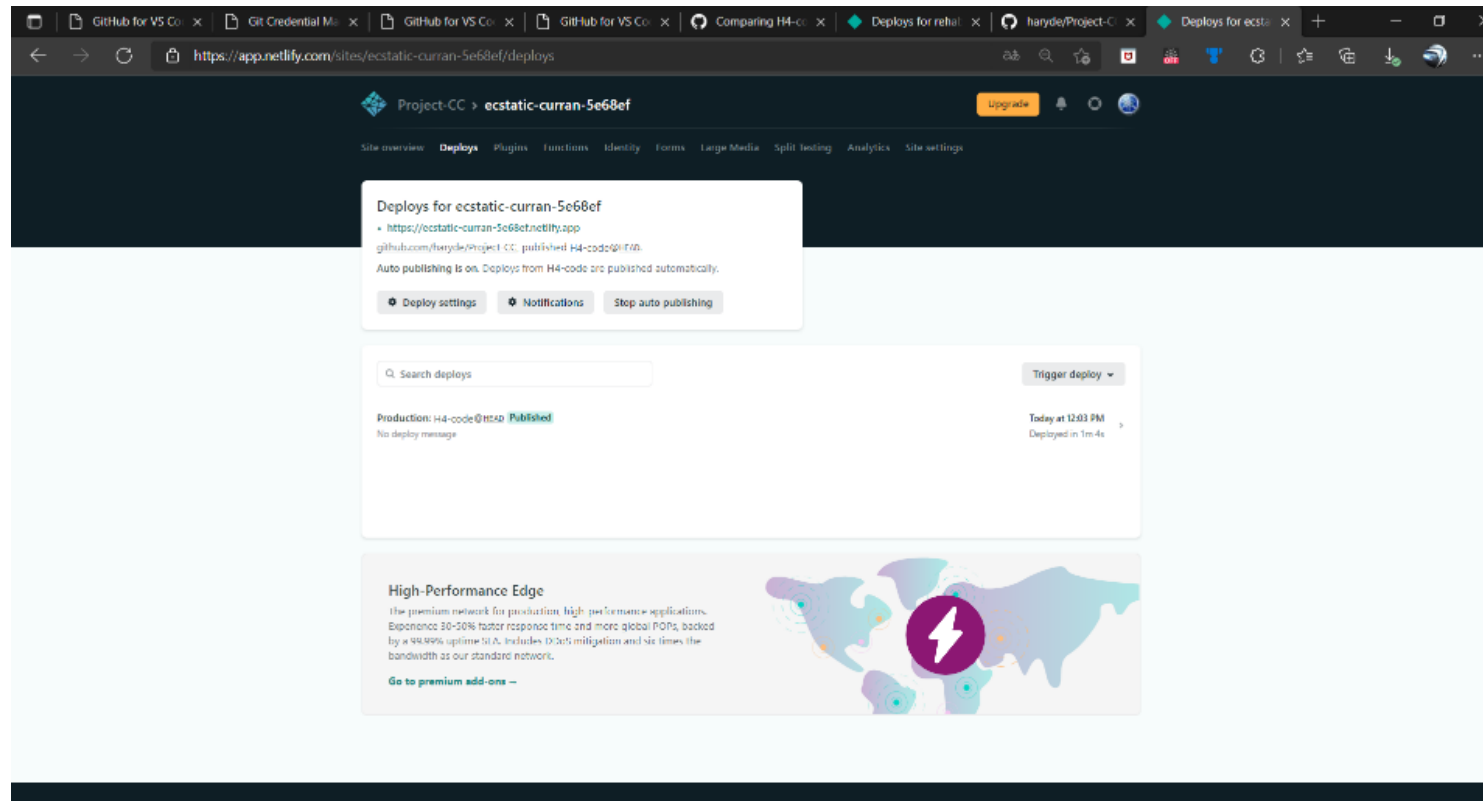 GitHub for VS Co
Git Credential Ma
GitHub for VS Co
GitHub for VS Co
Comparing H4-co
Deploys for rehat
haryde/Project-C
Deploys for ecsta
https://app.netlify.com/sites/ecstatic-curran-5e68ef/deploys
Project-CC > ecstatic-curran-5e68ef
Upgrade
Site overview Deploys Plugins Functions Identity Forms Large Media Split Testing Analytics Site settings
Deploys for ecstatic-curran-5e68ef
https://ecstatic-curran-5e68ef.netlify.app
github.com/haryde/Project-CC, published H4-code@HEAD.
Auto publishing is on. Deploys from H4-code are published automatically.
Deploy settings Notifications Stop auto publishing
Search deploys
Trigger deploy
Production: H4-code@HEAD Published
Today at 12:03 PM
No deploy message
Deployed in 1m 4s
High-Performance Edge
The premium network for production, high-performance applications.
Experience 30-50% faster response time and more global POPs, backed
by a 99.99% uptime SLA. Includes DDoS mitigation and six times the
bandwidth as our standard network.
Go to premium add-ons →